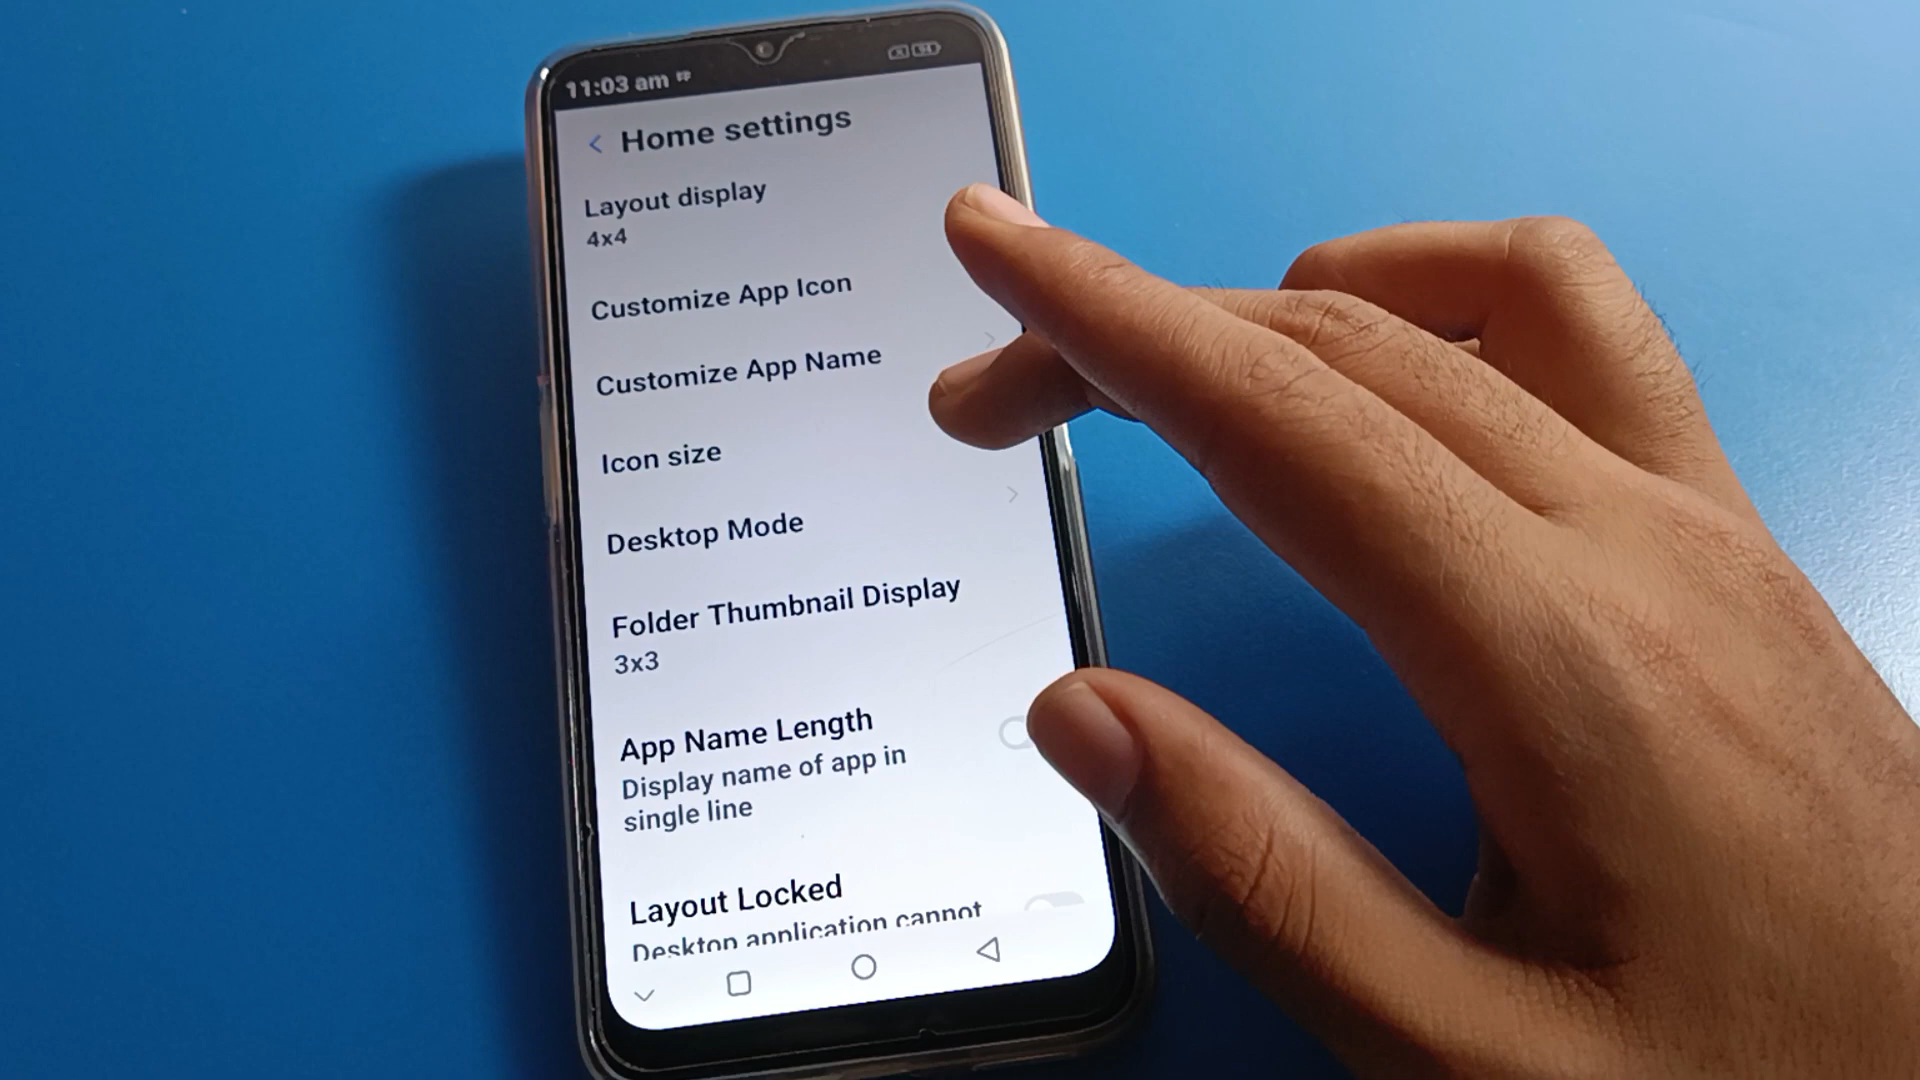 11:03 am
Home settings
Layout display
4x4
Customize App Icon
Customize App Name
Icon size
Desktop Mode
Folder Thumbnail Display
3x3
App Name Length
Display name of app in
single line
Layout Locked
Desktop application cannot